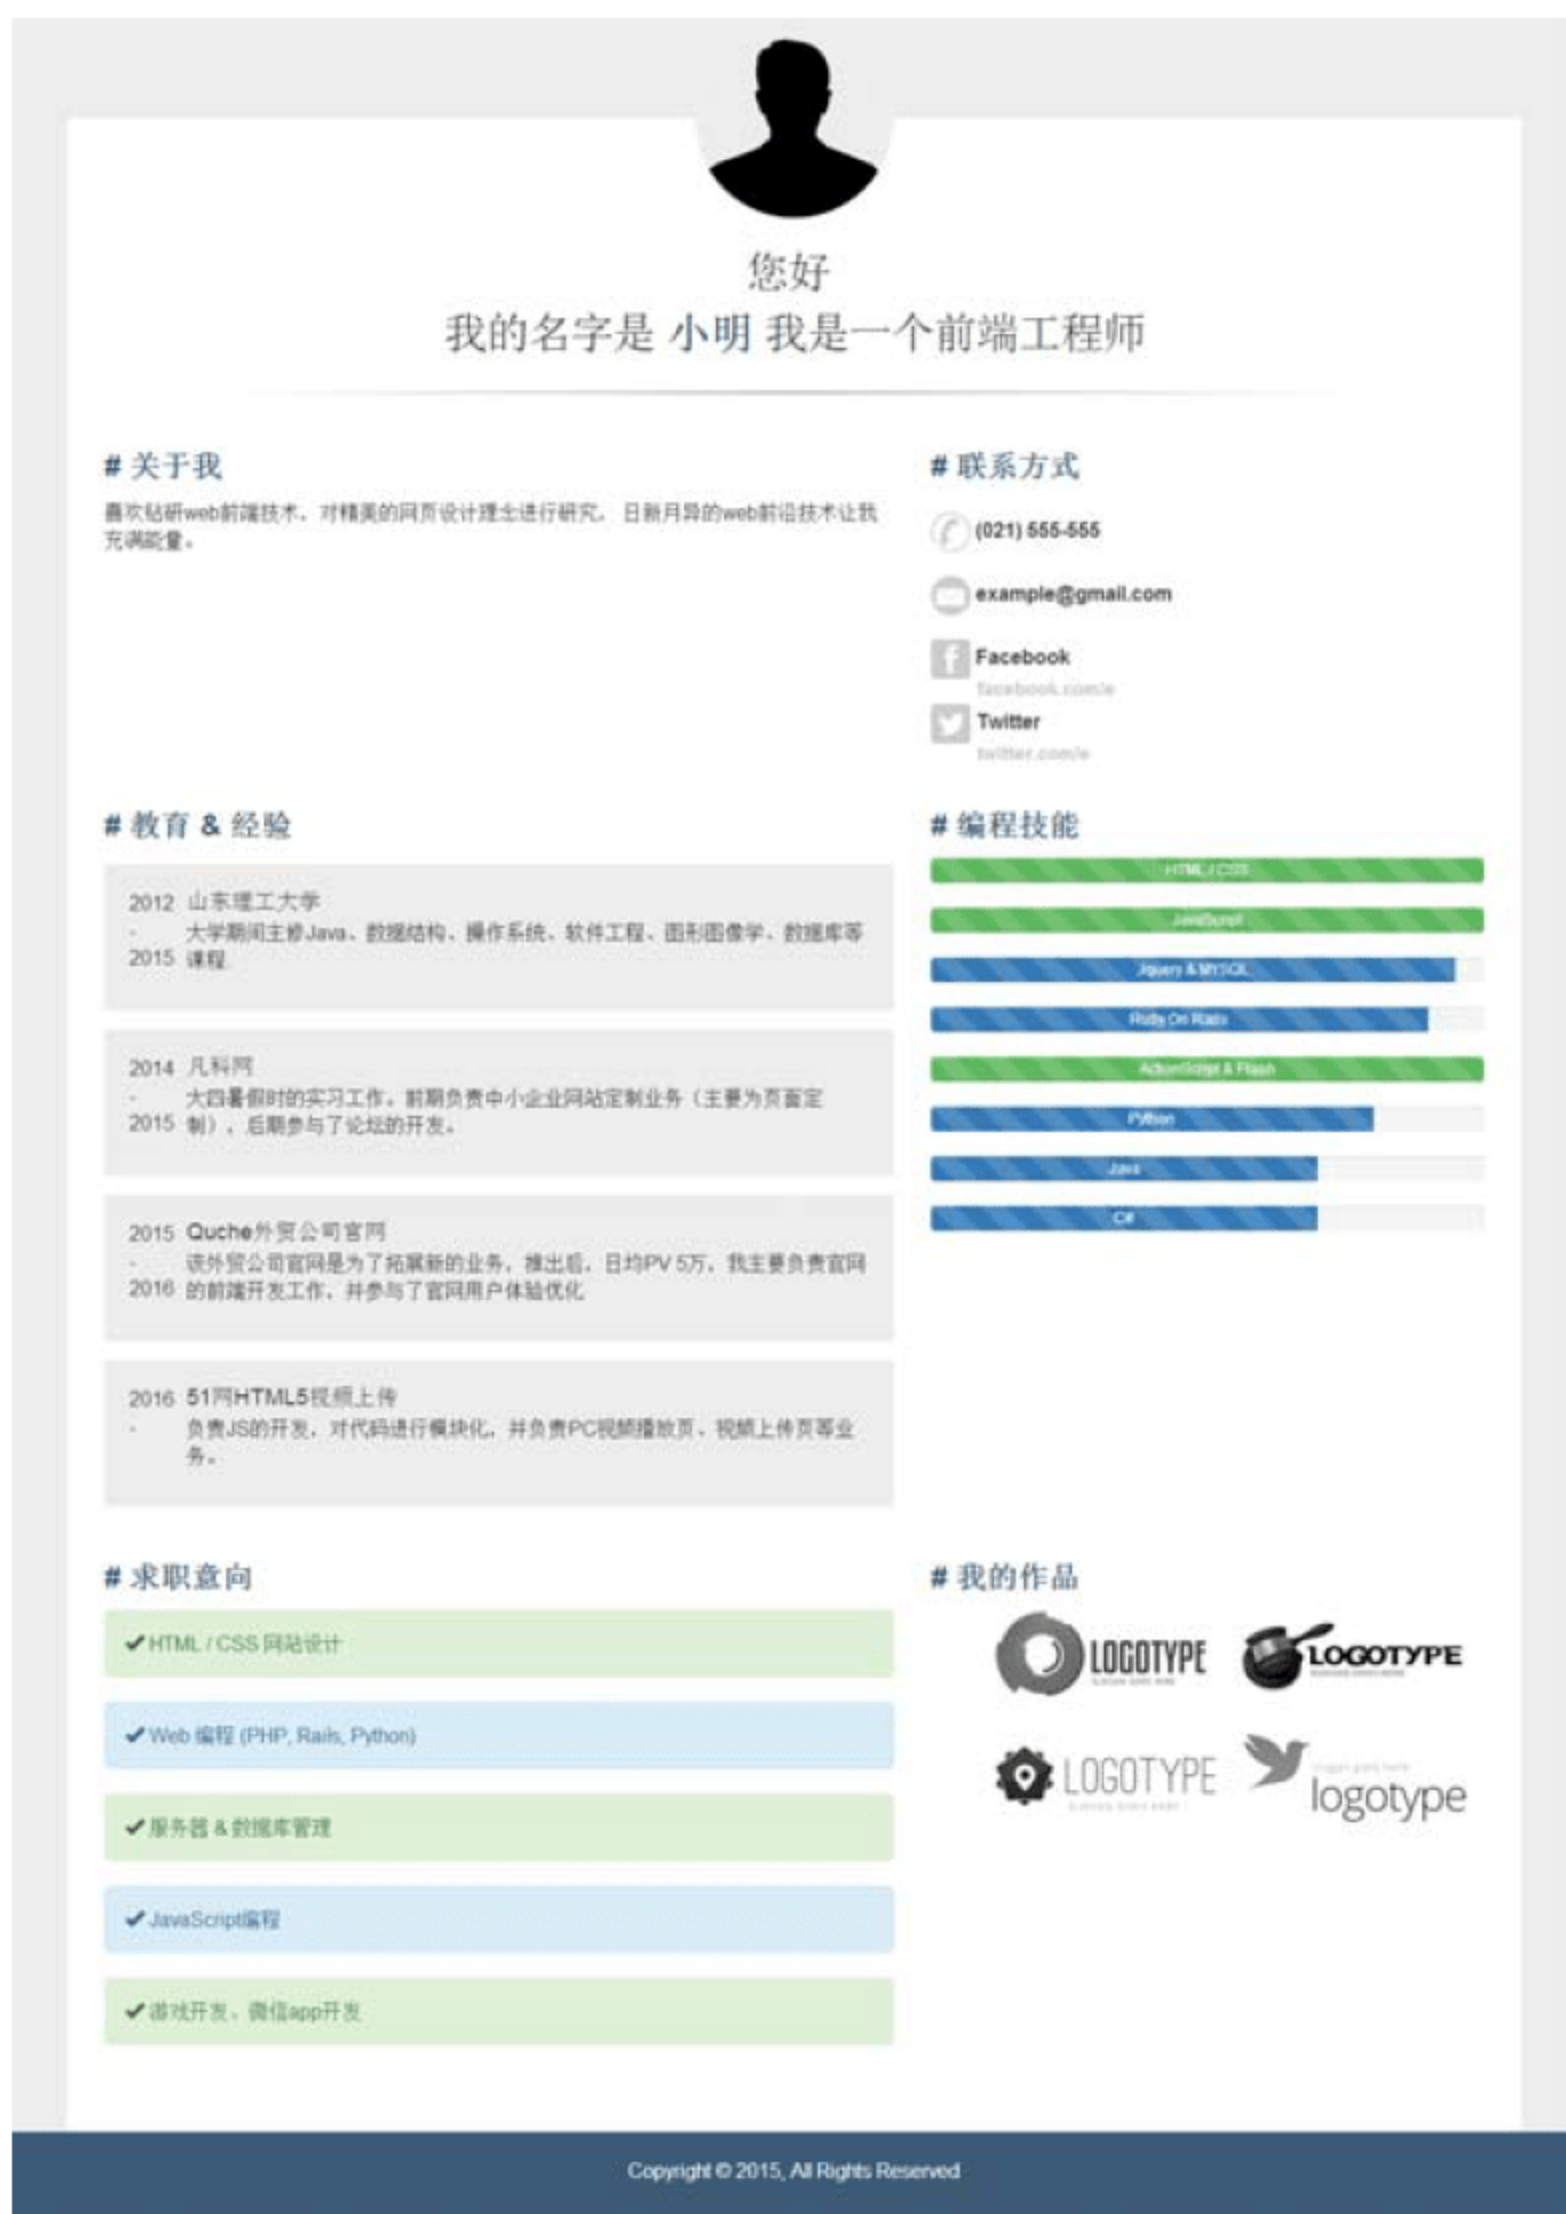 您好
我的名字是 小明 我是一个前端工程师
# 关于我
喜欢钻研web前端技术，对精美的网页设计理念进行研究， 日新月异的web前沿技术让我
充满能量。
# 联系方式
(021) 555-555
example@gmail.com
Facebook
facebook.com/e
Twitter
twitter.com/e
# 教育 & 经验
2012 山东理工大学
- 大学期间主修Java、数据结构、操作系统、软件工程、图形图像学、数据库等
2015 课程
2014 凡科网
- 大四暑假时的实习工作。前期负责中小企业网站定制业务（主要为页面定
2015 制），后期参与了论坛的开发。
2015 Quche外贸公司官网
- 该外贸公司官网是为了拓展新的业务，推出后，日均PV 5万，我主要负责官网
2016 的前端开发工作，并参与了官网用户体验优化
2016 51网HTML5视频上传
- 负责JS的开发，对代码进行模块化，并负责PC视频播放页、视频上传页等业
务。
# 编程技能
HTML / CSS
JavaScript
Jquery & MYSQL
Ruby On Rails
ActionScript & Flash
Python
Java
C#
# 求职意向
HTML / CSS 网站设计
Web 编程 (PHP, Rails, Python)
服务器 & 数据库管理
JavaScript编程
游戏开发、微信app开发
# 我的作品
LOGOTYPE
LOGOTYPE
LOGOTYPE
logotype
Copyright © 2015, All Rights Reserved